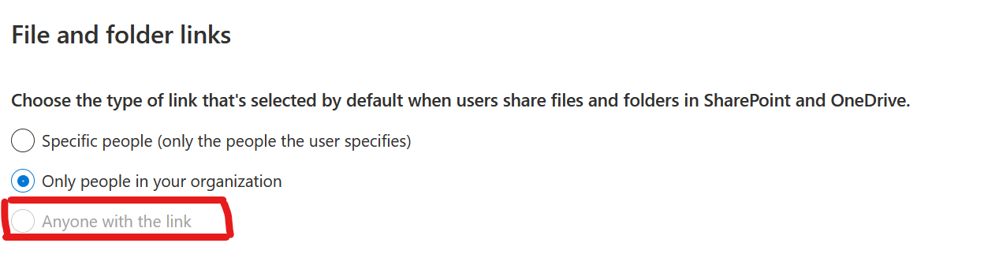 File and folder links
Choose the type of link that's selected by default when users share files and folders in SharePoint and OneDrive.
Specific people (only the people the user specifies)
Only people in your organization
Anyone with the link